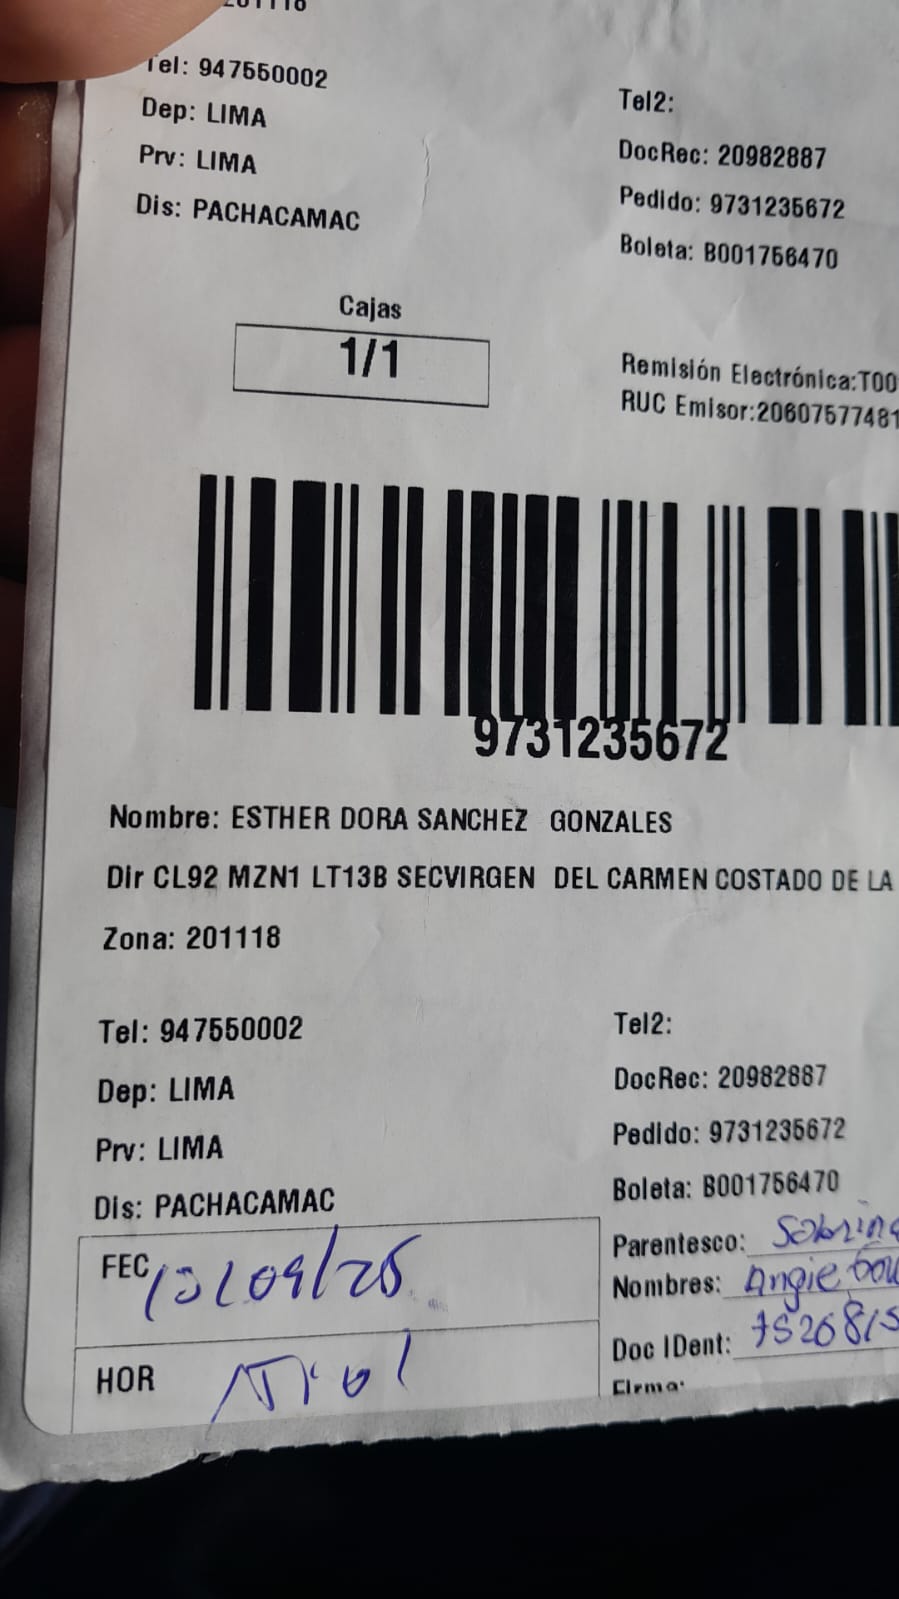 Tel: 947550002
Dep: LIMA
Prv: LIMA
Dis: PACHACAMAC
Tel2:
DocRec: 20982887
Pedido: 9731235672
Boleta: B001756470
Cajas
1/1
Remisión Electrónica:T00
RUC Emisor:20607577481
9731235672
Nombre: ESTHER DORA SANCHEZ GONZALES
Dir CL92 MZN1 LT13B SECVIRGEN DEL CARMEN COSTADO DE LA
Zona: 201118
Tel: 947550002
Dep: LIMA
Prv: LIMA
Dis: PACHACAMAC
Tel2:
DocRec: 20982887
Pedido: 9731235672
Boleta: B001756470
FEC
HOR
Parentesco: Sobrina
Nombres: Angie
Doc IDent:
Firma: